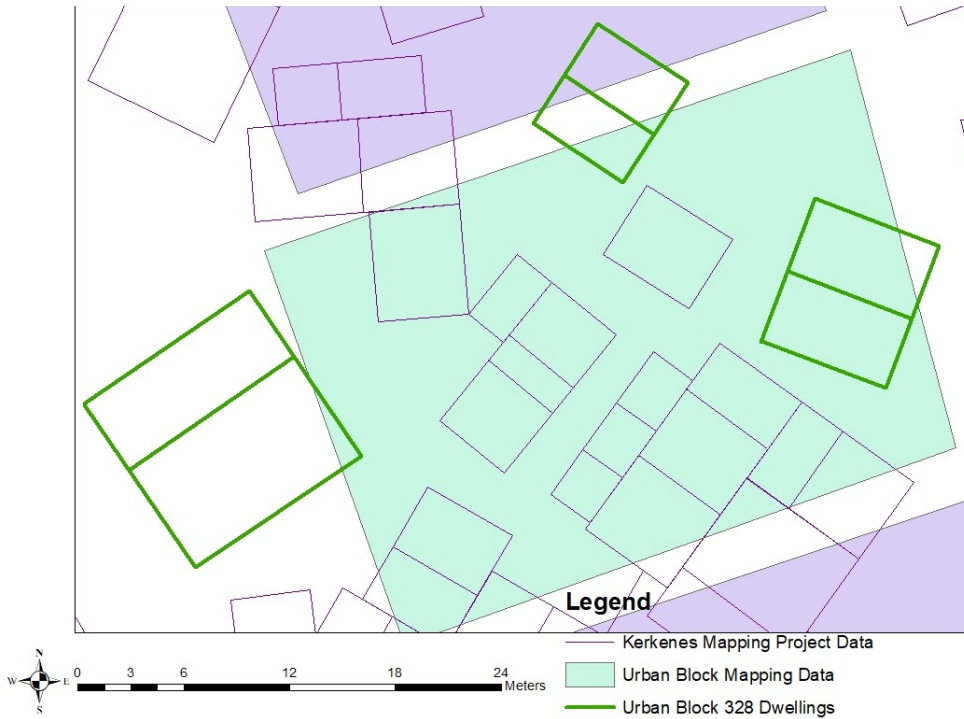 Legend
Kerkenes Mapping Project Data
Urban Block Mapping Data
Urban Block 328 Dwellings
N
W E
S
0 3 6 12 18 24
Meters